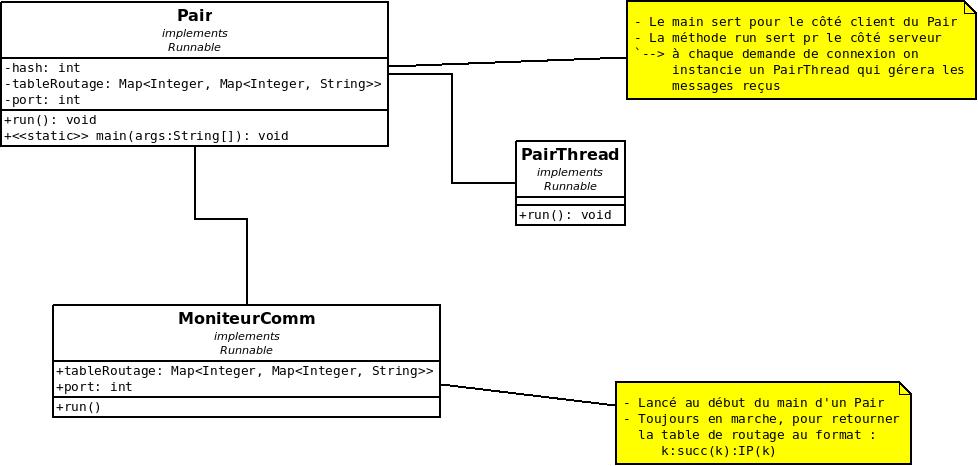 Pair
implements
Runnable
-hash: int
-tableRoutage: Map<Integer, Map<Integer, String>>
-port: int
+run(): void
+<<static>> main(args:String[]): void
- Le main sert pour le côté client du Pair
- La méthode run sert pr le côté serveur
`--> à chaque demande de connexion on
instancie un PairThread qui gérera les
messages reçus
PairThread
implements
Runnable
+run(): void
MoniteurComm
implements
Runnable
+tableRoutage: Map<Integer, Map<Integer, String>>
+port: int
+run()
- Lancé au début du main d'un Pair
- Toujours en marche, pour retourner
la table de routage au format :
k:succ(k):IP(k)